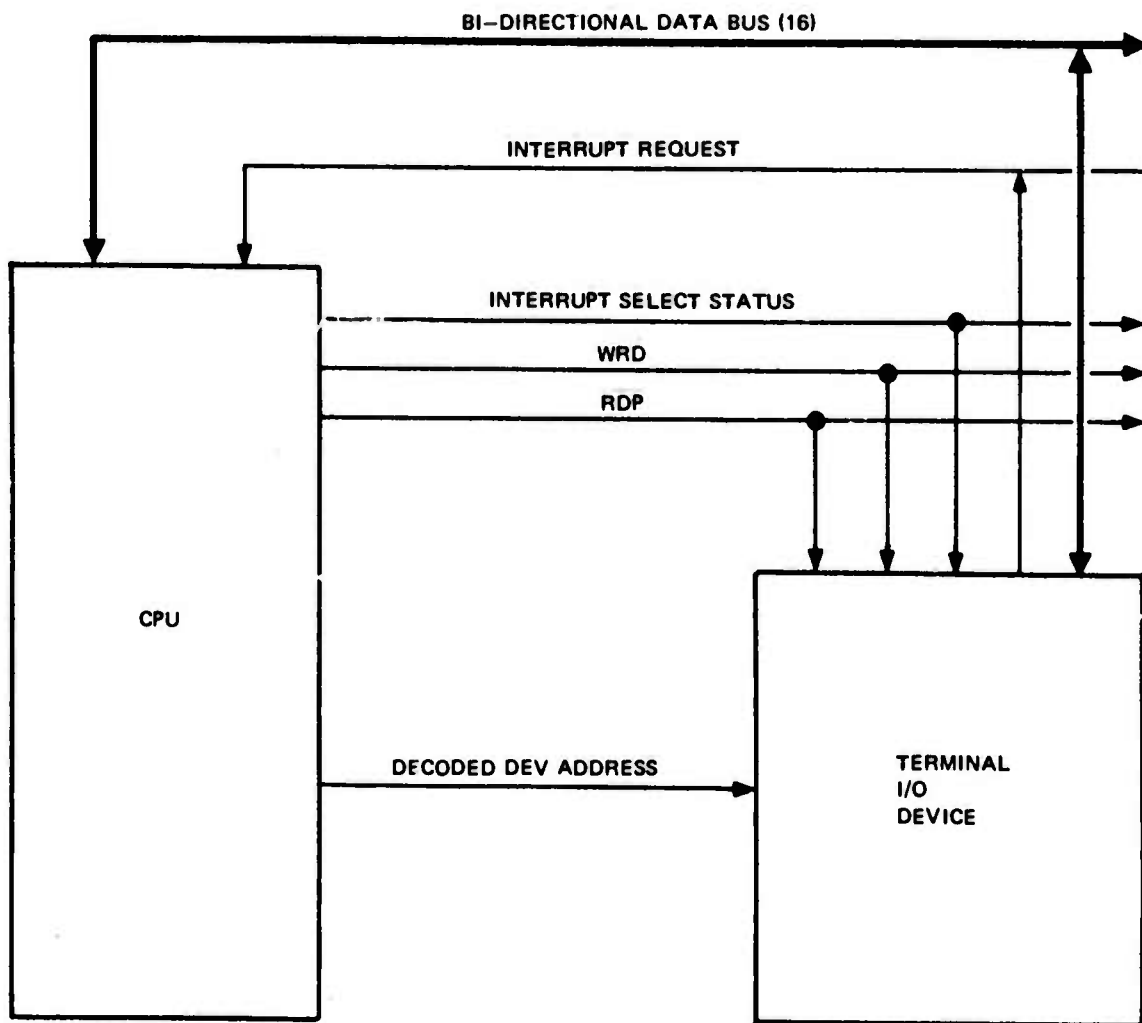 BI-DIRECTIONAL DATA BUS (16)
INTERRUPT REQUEST
INTERRUPT SELECT STATUS
WRD
RDP
CPU
DECODED DEV ADDRESS
TERMINAL
I/O
DEVICE